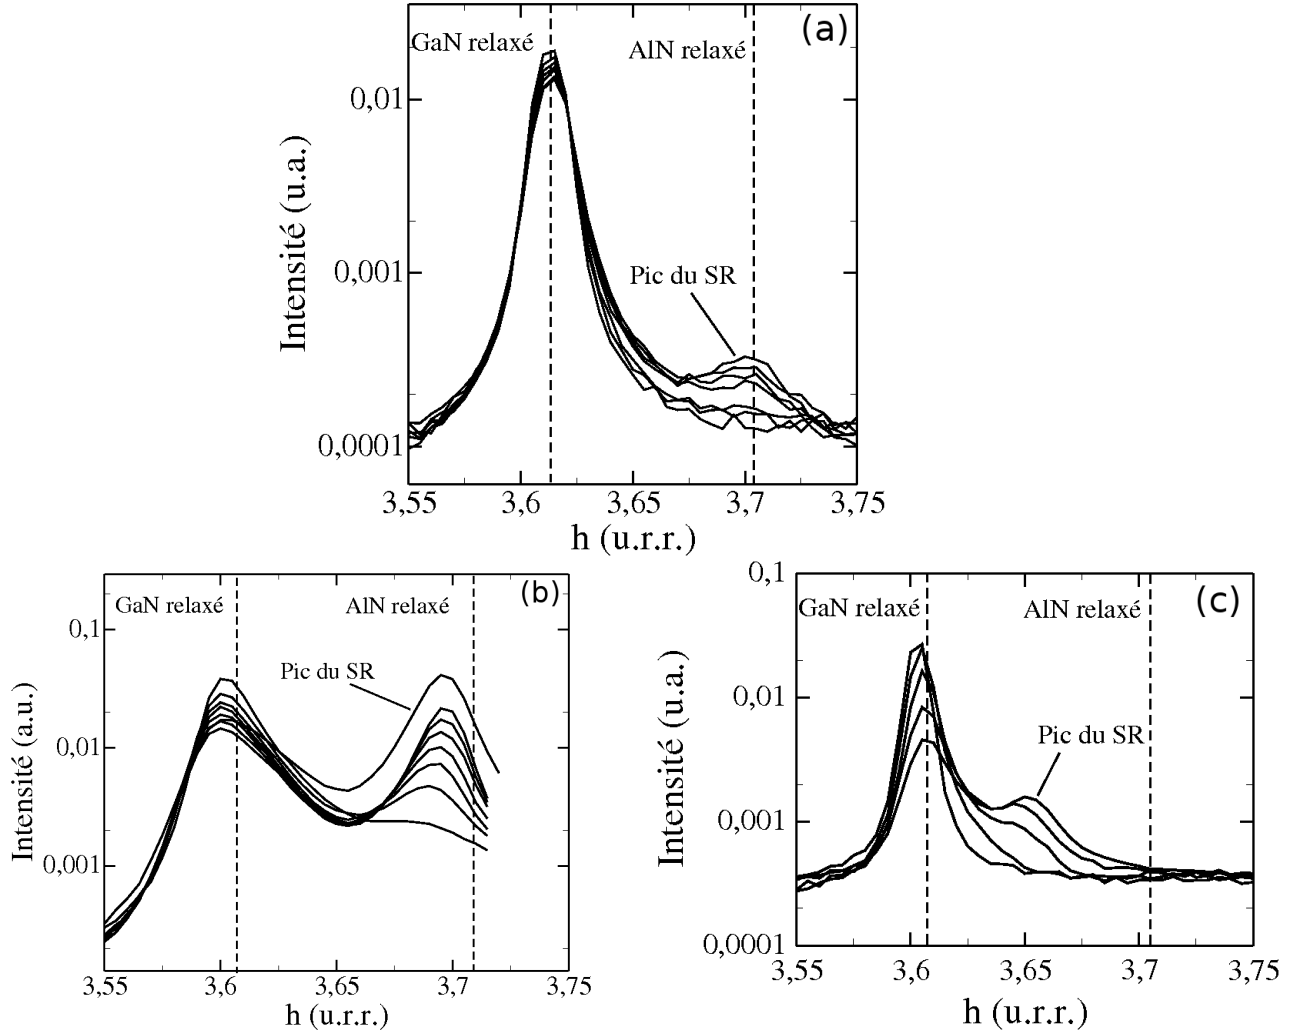 (a)
GaN relaxé
AlN relaxé
Pic du SR
0,01
0,001
0,0001
Intensité (u.a.)
3,55
3,6
3,65
3,7
3,75
h (u.r.r.)
(b)
GaN relaxé
AlN relaxé
Pic du SR
0,1
0,01
0,001
Intensité (a.u.)
3,55
3,6
3,65
3,7
3,75
h (u.r.r.)
(c)
GaN relaxé
AlN relaxé
Pic du SR
0,1
0,01
0,001
0,0001
Intensité (u.a.)
3,55
3,6
3,65
3,7
3,75
h (u.r.r.)